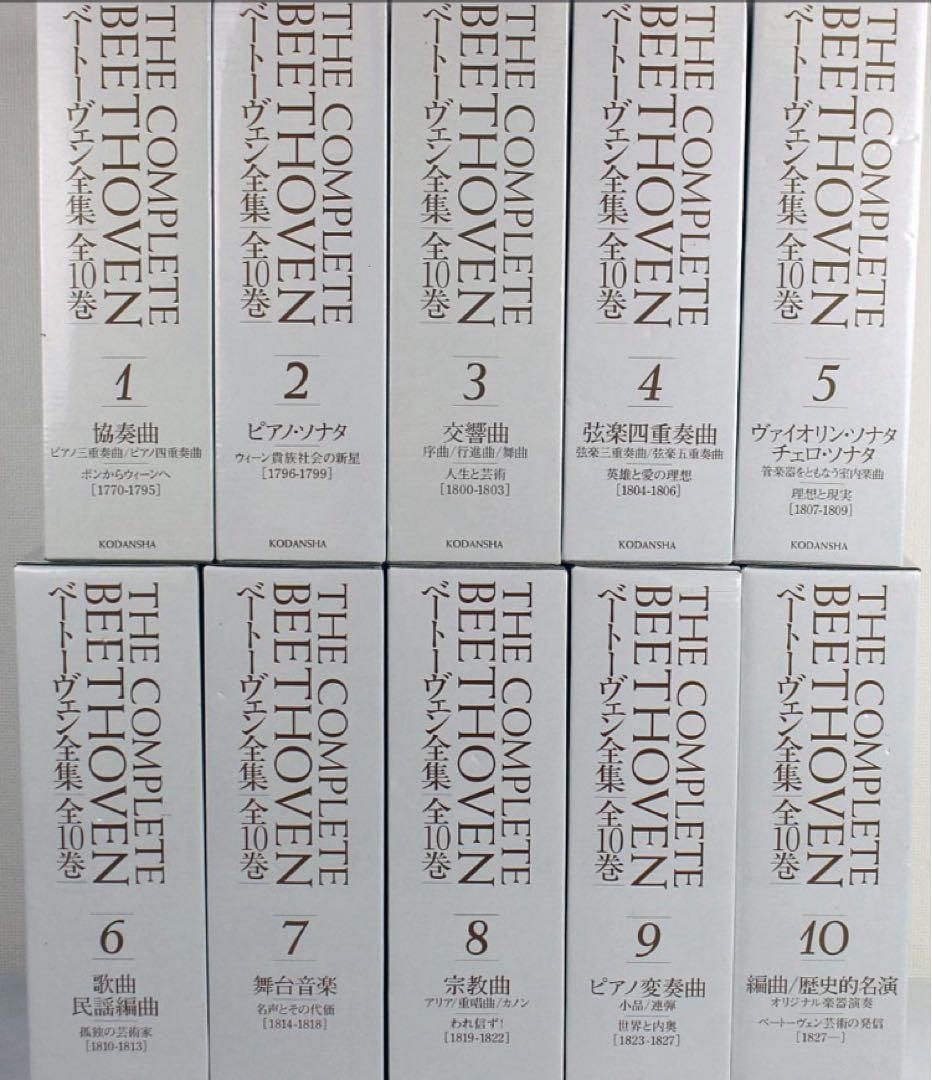 THE COMPLETE
BEETHOVEN
ベートーヴェン全集 全10巻
1
協奏曲
ピアノ三重奏曲/ピアノ四重奏曲
ボンからウィーンへ
[1770-1795]
KODANSHA
THE COMPLETE
BEETHOVEN
ベートーヴェン全集 全10巻
2
ピアノ・ソナタ
ウィーン貴族社会の新星
[1796-1799]
KODANSHA
THE COMPLETE
BEETHOVEN
ベートーヴェン全集 全10巻
3
交響曲
序曲/行進曲/舞曲
人生と芸術
[1800-1803]
KODANSHA
THE COMPLETE
BEETHOVEN
ベートーヴェン全集 全10巻
4
弦楽四重奏曲
弦楽三重奏曲/弦楽五重奏曲
英雄と愛の理想
[1804-1806]
KODANSHA
THE COMPLETE
BEETHOVEN
ベートーヴェン全集 全10巻
5
ヴァイオリン・ソナタ
チェロ・ソナタ
管楽器をともなう室内楽曲
理想と現実
[1807-1809]
KODANSHA
THE COMPLETE
BEETHOVEN
ベートーヴェン全集 全10巻
6
歌曲
民謡編曲
孤独の芸術家
[1810-1813]
THE COMPLETE
BEETHOVEN
ベートーヴェン全集 全10巻
7
舞台音楽
名声とその代価
[1814-1818]
THE COMPLETE
BEETHOVEN
ベートーヴェン全集 全10巻
8
宗教曲
アリア/重唱曲/カノン
われ信ず!
[1819-1822]
THE COMPLETE
BEETHOVEN
ベートーヴェン全集 全10巻
9
ピアノ変奏曲
小品/連弾
世界と内奥
[1823-1827]
THE COMPLETE
BEETHOVEN
ベートーヴェン全集 全10巻
10
編曲/歴史的名演
オリジナル楽器演奏
ベートーヴェン芸術の発信
[1827—]